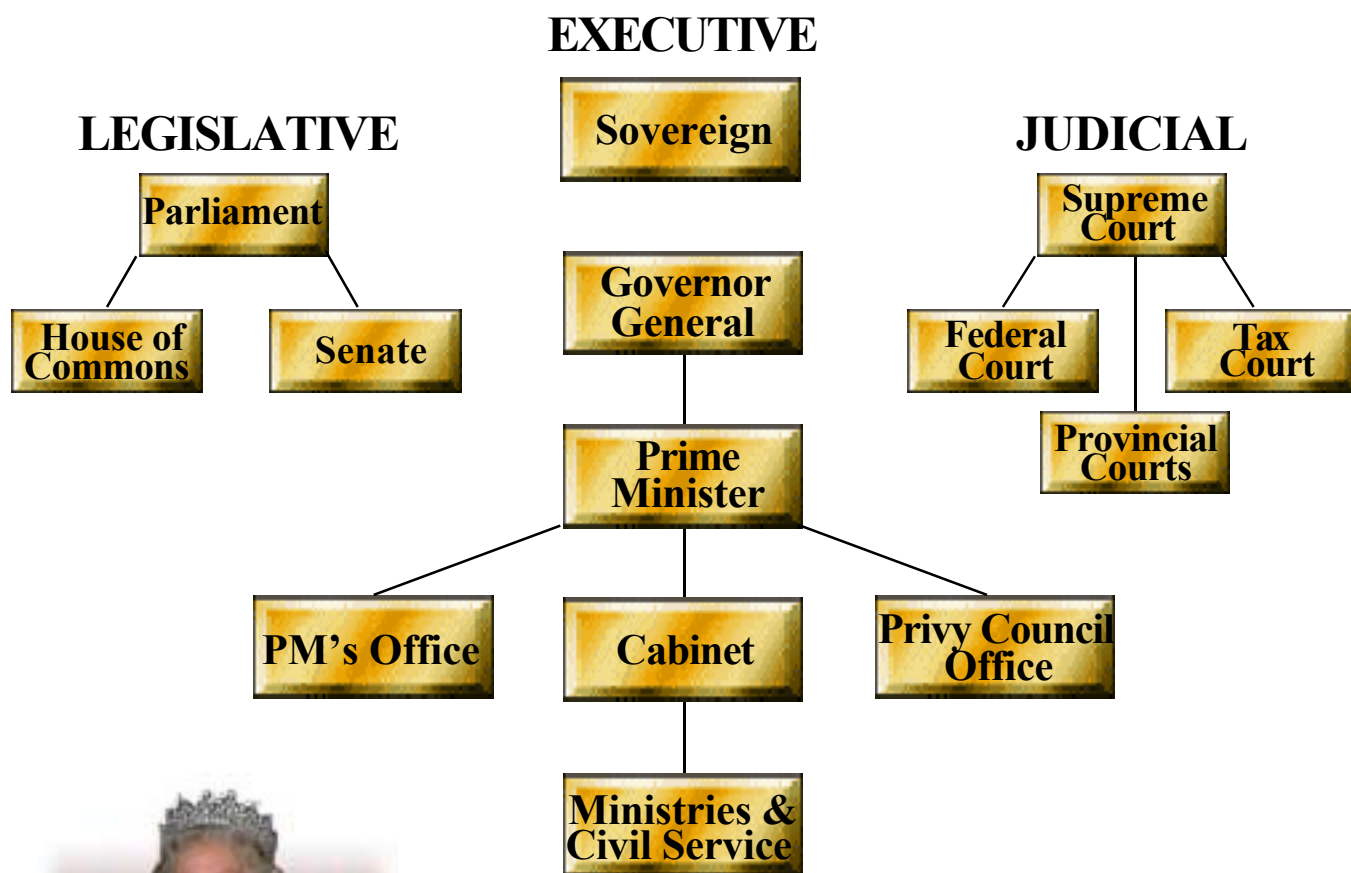 EXECUTIVE
Sovereign
LEGISLATIVE
JUDICIAL
Parliament
Supreme
Court
Governor
General
House of
Commons
Senate
Federal
Court
Tax
Court
Provincial
Courts
Prime
Minister
PM’s Office
Cabinet
Privy Council
Office
Ministries &
Civil Service